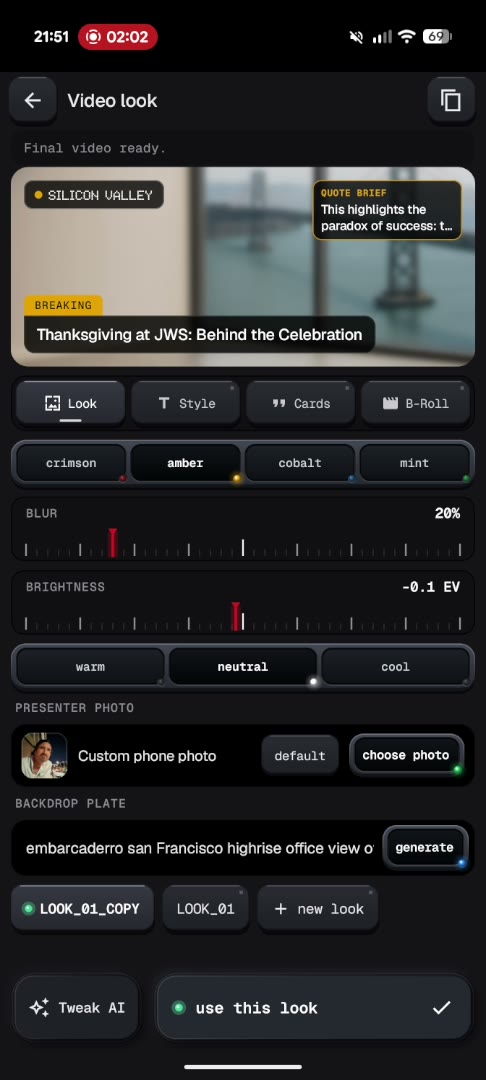 21:51
02:02
69
Video look
Final video ready.
SILICON VALLEY
QUOTE BRIEF
This highlights the
paradox of success: t…
BREAKING
Thanksgiving at JWS: Behind the Celebration
Look
Style
Cards
B-Roll
crimson
amber
cobalt
mint
BLUR
20%
BRIGHTNESS
-0.1 EV
warm
neutral
cool
PRESENTER PHOTO
Custom phone photo
default
choose photo
BACKDROP PLATE
embarcaderro san Francisco highrise office view o
generate
LOOK_01_COPY
LOOK_01
+ new look
Tweak AI
use this look